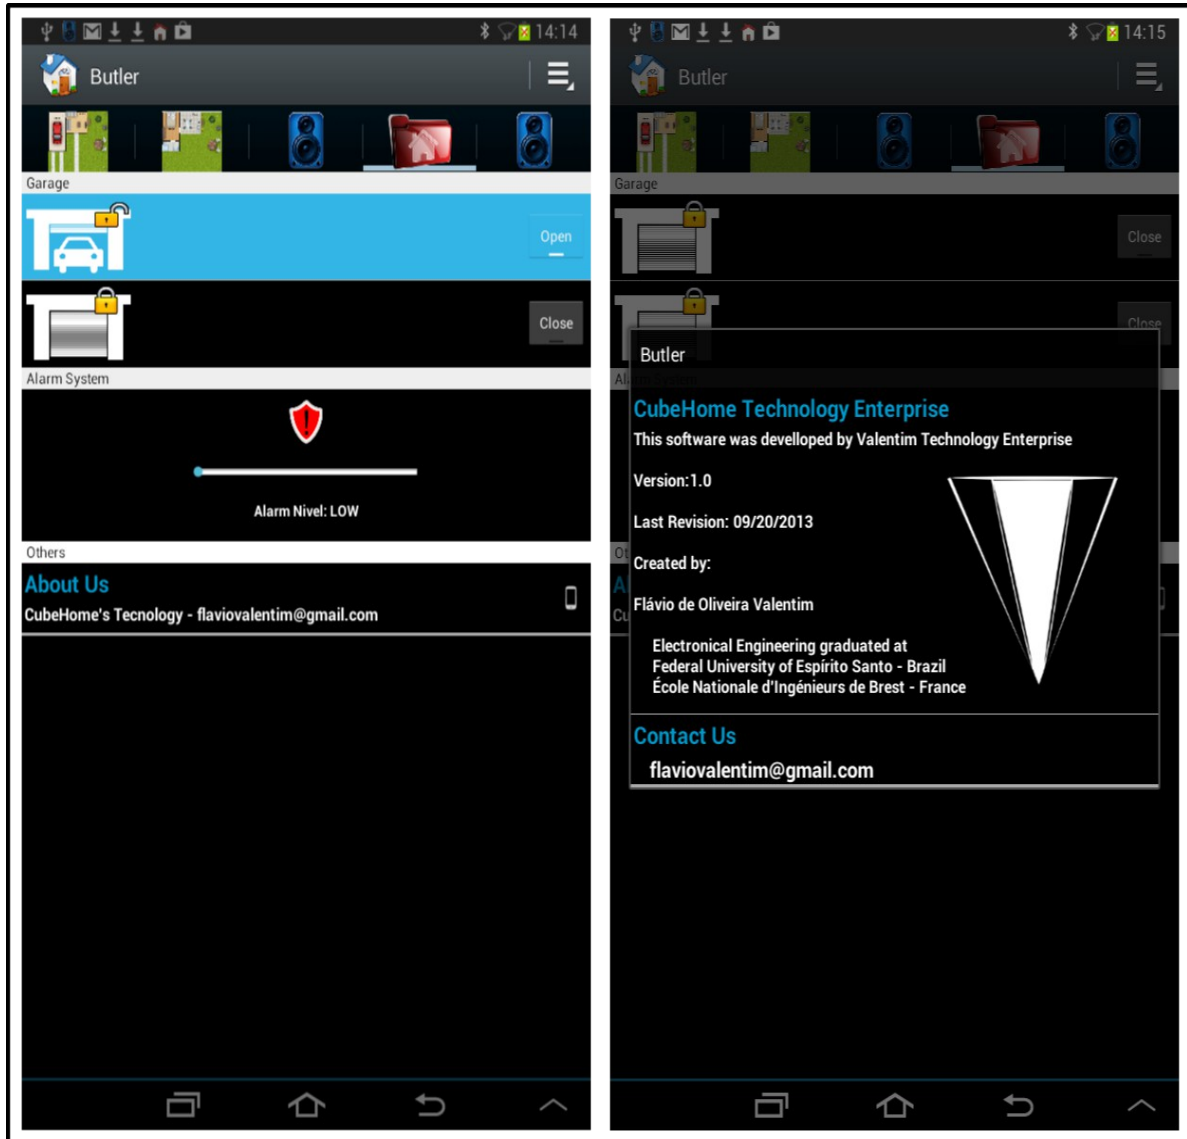 14:14
Butler
Garage
Open
Close
Alarm System
Alarm Nivel: LOW
Others
About Us
CubeHome's Tecnology - flaviovalentim@gmail.com
14:15
Butler
Garage
Close
Close
Butler
CubeHome Technology Enterprise
This software was develloped by Valentim Technology Enterprise
Version:1.0
Last Revision: 09/20/2013
Created by:
Flávio de Oliveira Valentim
Electronical Engineering graduated at
Federal University of Espírito Santo - Brazil
École Nationale d'Ingénieurs de Brest - France
Contact Us
flaviovalentim@gmail.com